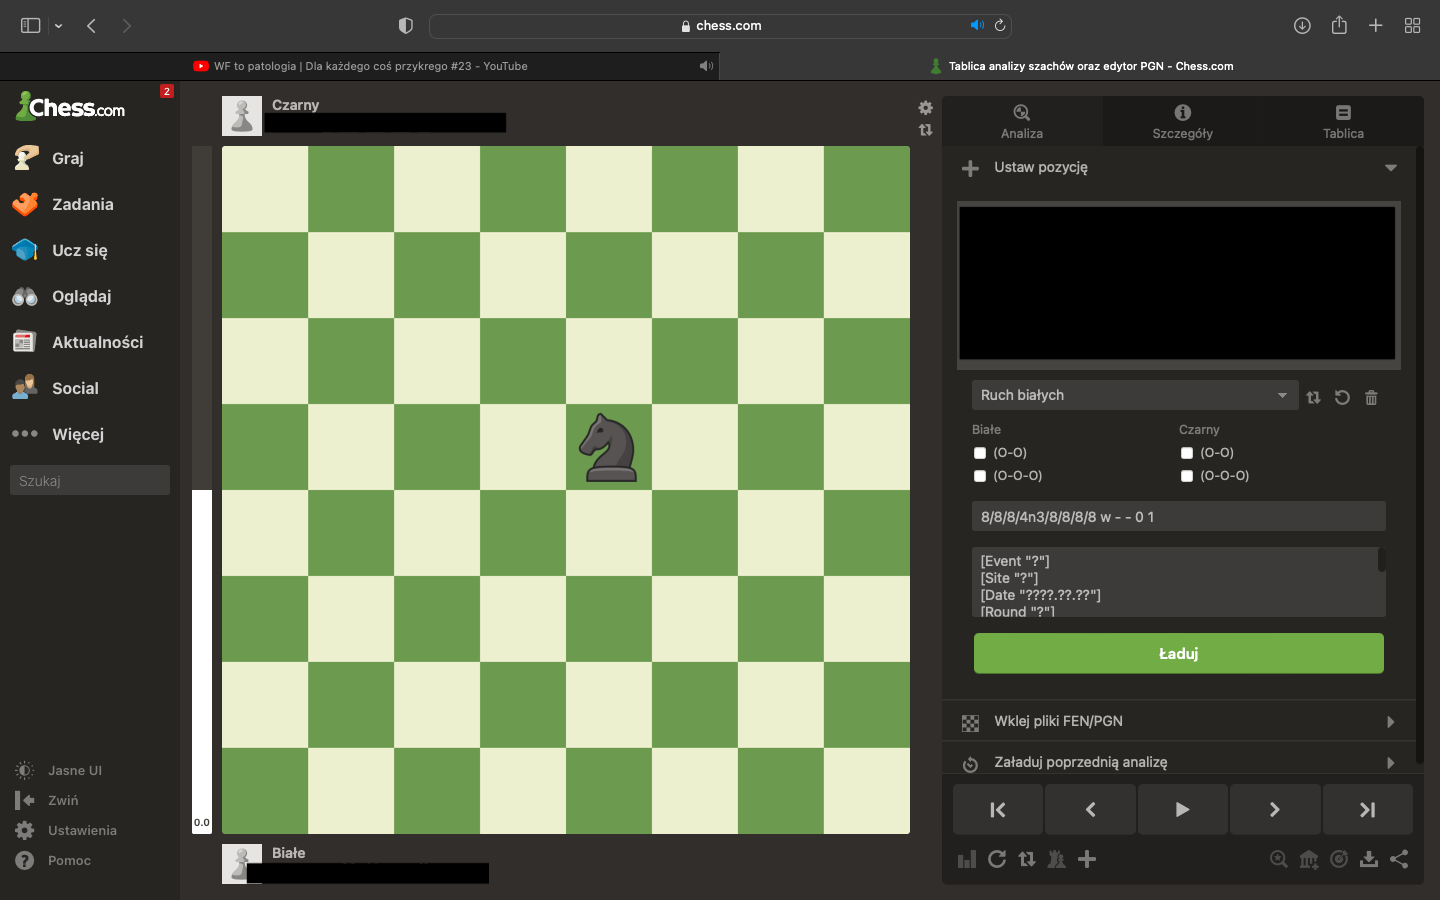 chess.com
WF to patologia | Dla każdego coś przykrego #23 - YouTube
Tablica analizy szachów oraz edytor PGN - Chess.com
Chess.com
2
Graj
Zadania
Ucz się
Oglądaj
Aktualności
Social
Więcej
Szukaj
Jasne UI
Zwiń
Ustawienia
Pomoc
Czarny
0.0
Białe
Analiza
Szczegóły
Tablica
Ustaw pozycję
Ruch białych
Białe
Czarny
(O-O)
(O-O)
(O-O-O)
(O-O-O)
8/8/8/4n3/8/8/8/8 w - - 0 1
[Event "?"]
[Site "?"]
[Date "????.??.??"]
[Round "?"]
Ładuj
Wklej pliki FEN/PGN
Załaduj poprzednią analizę